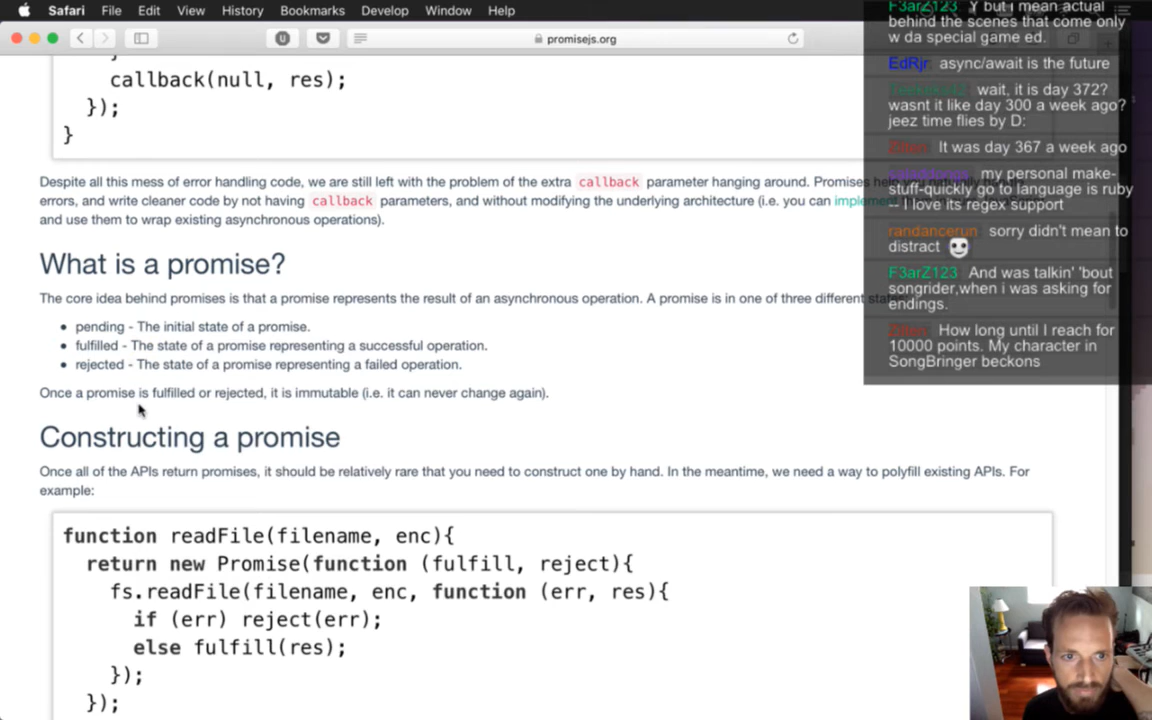 Safari File Edit View History Bookmarks Develop Window Help
promisejs.org
callback(null, res);
});
}
Despite all this mess of error handling code, we are still left with the problem of the extra callback parameter hanging around. Promises
errors, and write cleaner code by not having callback parameters, and without modifying the underlying architecture (i.e. you can implement
and use them to wrap existing asynchronous operations).
What is a promise?
The core idea behind promises is that a promise represents the result of an asynchronous operation. A promise is in one of three different
pending - The initial state of a promise.
fulfilled - The state of a promise representing a successful operation.
rejected - The state of a promise representing a failed operation.
Once a promise is fulfilled or rejected, it is immutable (i.e. it can never change again).
Constructing a promise
Once all of the APIs return promises, it should be relatively rare that you need to construct one by hand. In the meantime, we need a way to polyfill existing APIs. For
example:
function readFile(filename, enc){
return new Promise(function (fulfill, reject){
fs.readFile(filename, enc, function (err, res){
if (err) reject(err);
else fulfill(res);
});
});
F3arZ123 Y but i mean actual
behind the scenes that come only
w da special game ed.
EdRjr async/await is the future
wait, it is day 372?
wasnt it like day 300 a week ago?
jeez time flies by D:
It was day 367 a week ago
my personal make-
stuff-quickly go to language is ruby
-- I love its regex support
randancerun sorry didn't mean to
distract
F3arZ123 And was talkin' 'bout
songrider,when i was asking for
endings.
How long until I reach for
10000 points. My character in
SongBringer beckons